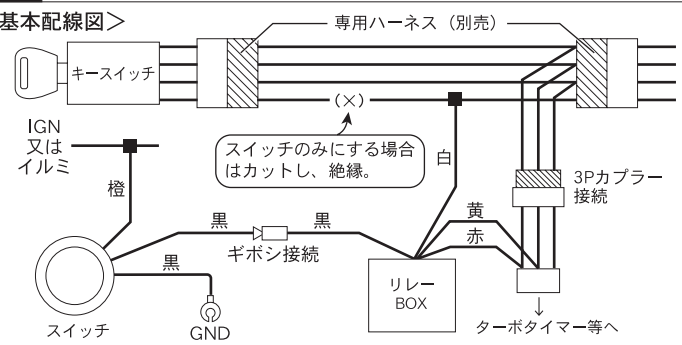 基本配線図＞
専用ハーネス（別売）
キースイッチ
(×)
スイッチのみにする場合
はカットし、絶縁。
IGN
又は
イルミ
橙
白
3Pカプラー
接続
黒
黒
ギボシ接続
黄
赤
黒
リレー
BOX
スイッチ
GND
ターボタイマー等へ